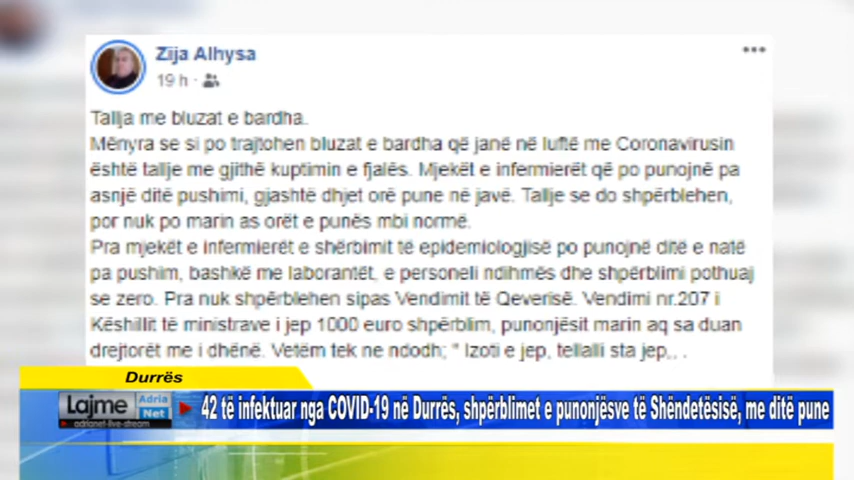 Zija Alhysa
19 h ·
Tallja me bluzat e bardha.
Mënyra se si po trajtohen bluzat e bardha që janë në luftë me Coronavirusin
është tallje me gjithë kuptimin e fjalës. Mjekët e infermierët që po punojnë pa
asnjë ditë pushimi, gjashtë dhjet orë pune në javë. Tallje se do shpërblehen,
por nuk po marin as orët e punës mbi normë.
Pra mjekët e infermierët e shërbimit të epidemiologjisë po punojnë ditë e natë
pa pushim, bashkë me laborantët, e personeli ndihmës dhe shpërblimi pothuaj
se zero. Pra nuk shpërblehen sipas Vendimit të Qeverisë. Vendimi nr.207 i
Këshillit të ministrave i jep 1000 euro shpërblim, punonjësit marin aq sa duan
drejtorët me i dhënë. Vetëm tek ne ndodh; " Izoti e jep, tellalli sta jep,. .
Durrës
Lajme Adria Net
adrianet-live-stream
42 të infektuar nga COVID-19 në Durrës, shpërblimet e punonjësve të Shëndetësisë, me ditë pune